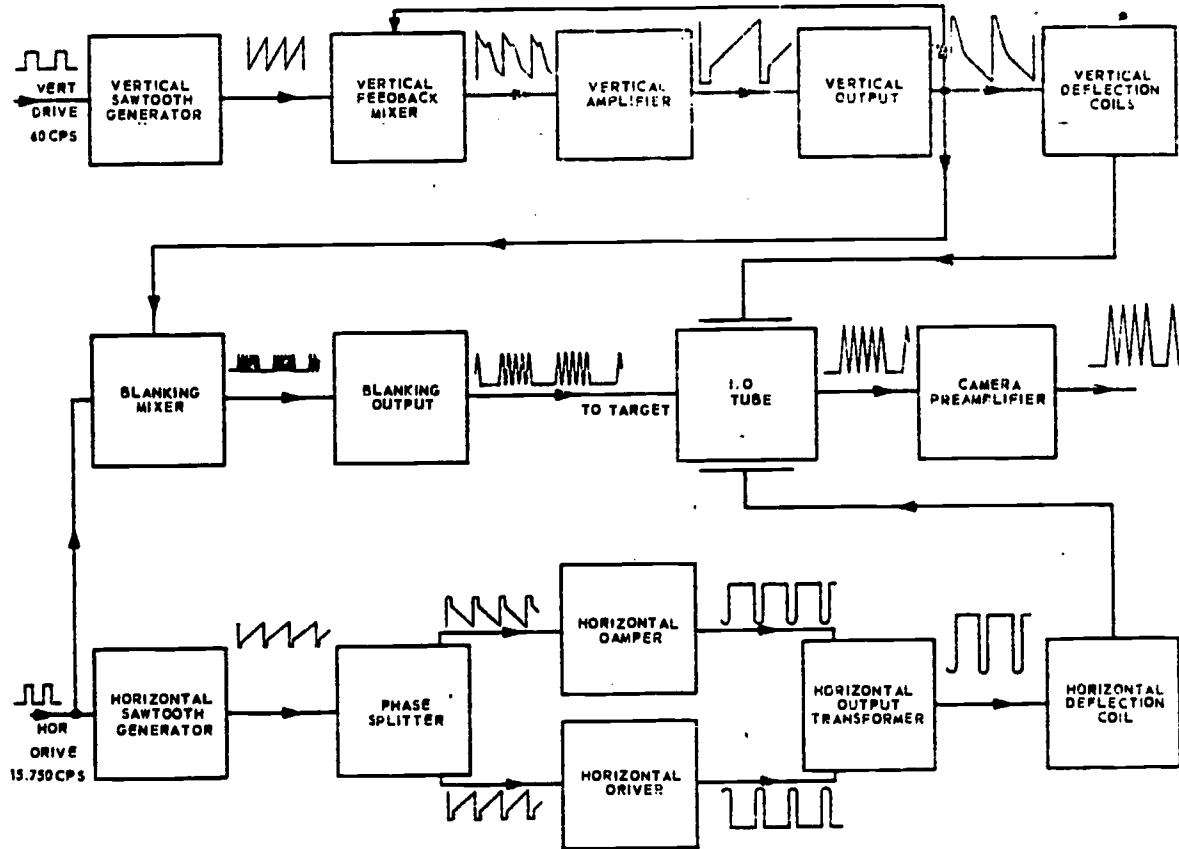 VERT
DRIVE
60 CPS
VERTICAL
SAWTOOTH
GENERATOR
VERTICAL
FEEDBACK
MIXER
VERTICAL
AMPLIFIER
VERTICAL
OUTPUT
VERTICAL
DEFLECTION
COILS
BLANKING
MIXER
BLANKING
OUTPUT
TO TARGET
I.O
TUBE
CAMERA
PREAMPLIFIER
HOR
DRIVE
15.750 CPS
HORIZONTAL
SAWTOOTH
GENERATOR
PHASE
SPLITTER
HORIZONTAL
DAMPER
HORIZONTAL
DRIVER
HORIZONTAL
OUTPUT
TRANSFORMER
HORIZONTAL
DEFLECTION
COIL